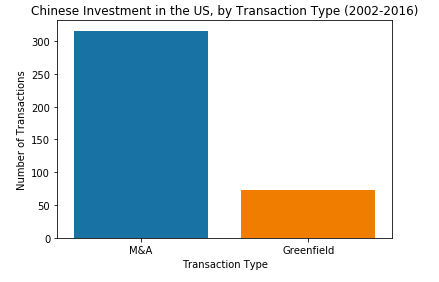 Chinese Investment in the US, by Transaction Type (2002-2016)
Number of Transactions
300
250
200
150
100
50
0
M&A
Greenfield
Transaction Type